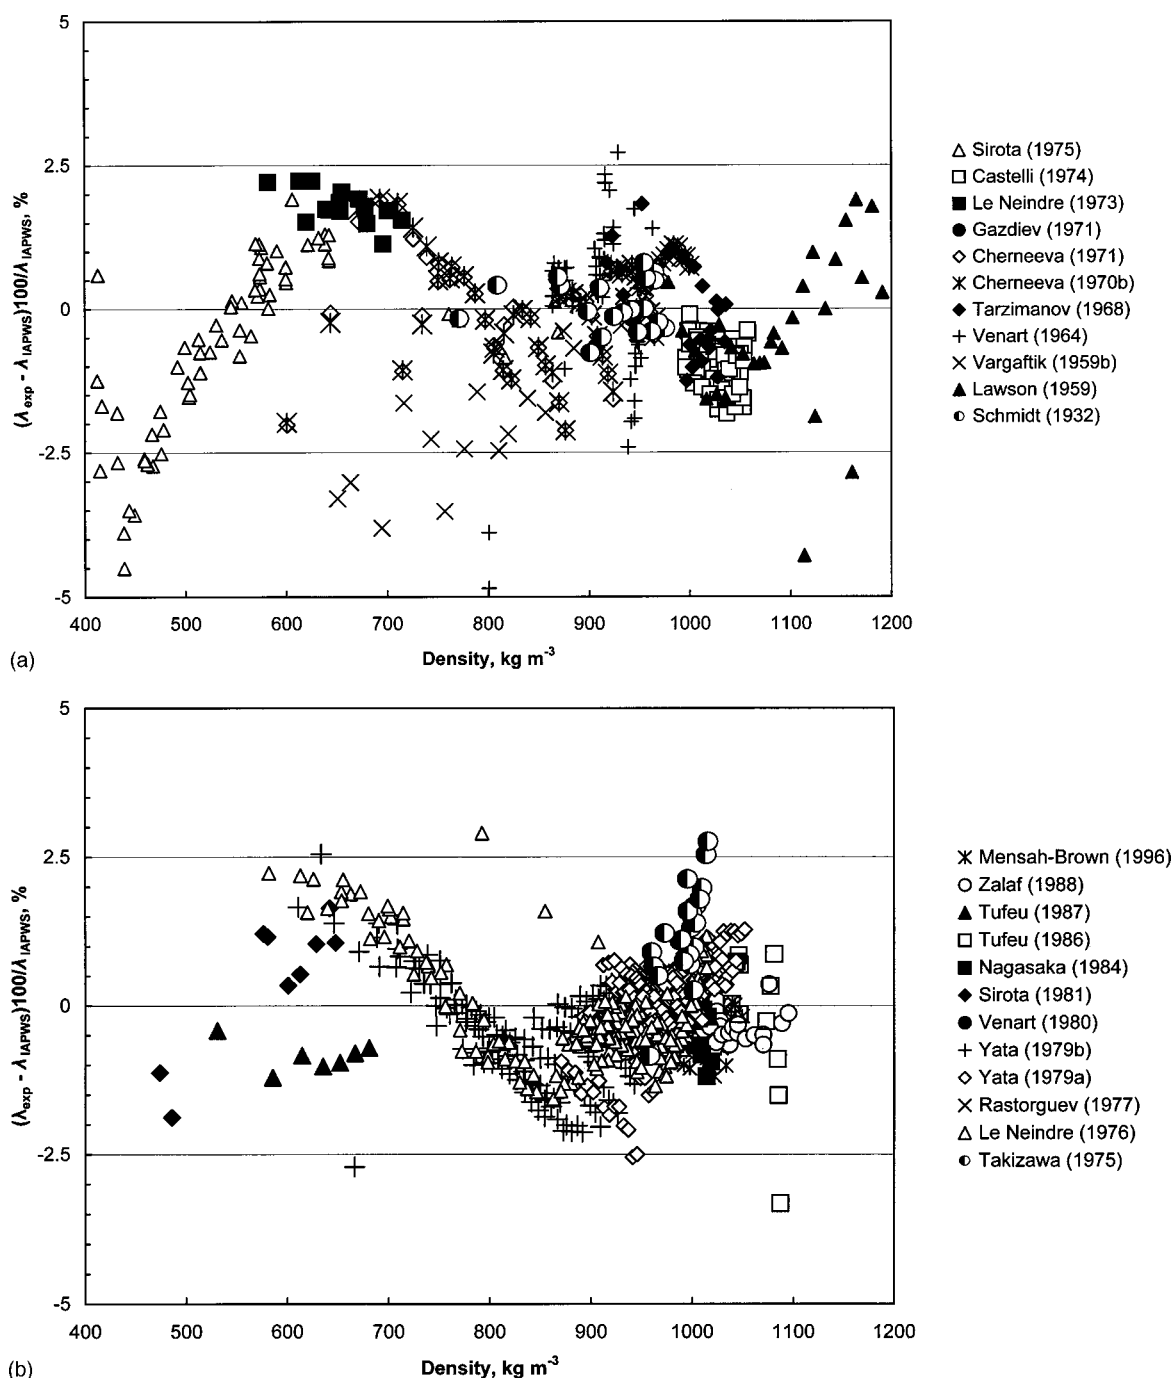 5
2.5
0
-2.5
-5
(λexp - λIAPWS)100/λIAPWS, %
400 500 600 700 800 900 1000 1100 1200
Density, kg m-3
(a)
Sirota (1975)
Castelli (1974)
Le Neindre (1973)
Gazdiev (1971)
Cherneeva (1971)
Cherneeva (1970b)
Tarzimanov (1968)
Venart (1964)
Vargaftik (1959b)
Lawson (1959)
Schmidt (1932)
5
2.5
0
-2.5
-5
(λexp - λIAPWS)100/λIAPWS, %
400 500 600 700 800 900 1000 1100 1200
Density, kg m-3
(b)
Mensah-Brown (1996)
Zalaf (1988)
Tufeu (1987)
Tufeu (1986)
Nagasaka (1984)
Sirota (1981)
Venart (1980)
Yata (1979b)
Yata (1979a)
Rastorguev (1977)
Le Neindre (1976)
Takizawa (1975)